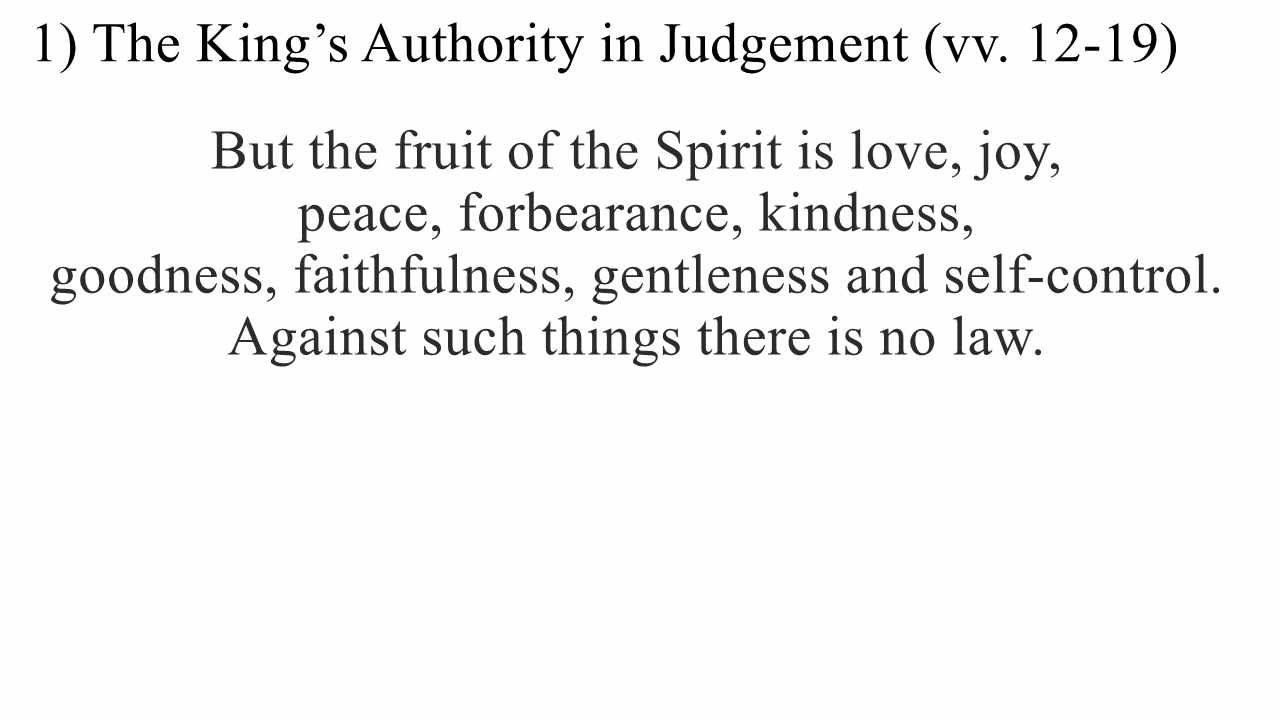 1) The King’s Authority in Judgement (vv. 12-19)
But the fruit of the Spirit is love, joy,
peace, forbearance, kindness,
goodness, faithfulness, gentleness and self-control.
Against such things there is no law.